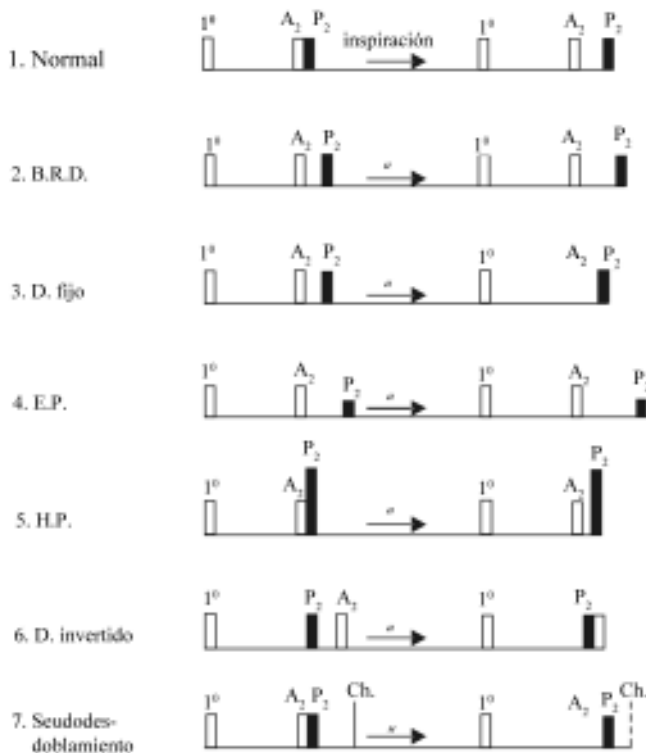 1º A₂ P₂ inspiración 1º A₂ P₂
1. Normal
1º A₂ P₂ 1º A₂ P₂
2. B.R.D.
1º A₂ P₂ 1º A₂ P₂
3. D. fijo
1º A₂ P₂ 1º A₂ P₂
4. E.P.
1º A₂ P₂ 1º A₂ P₂
5. H.P.
1º P₂ A₂ 1º P₂
6. D. invertido
1º A₂ P₂ Ch. 1º A₂ P₂ Ch.
7. Seudodes-
doblamiento